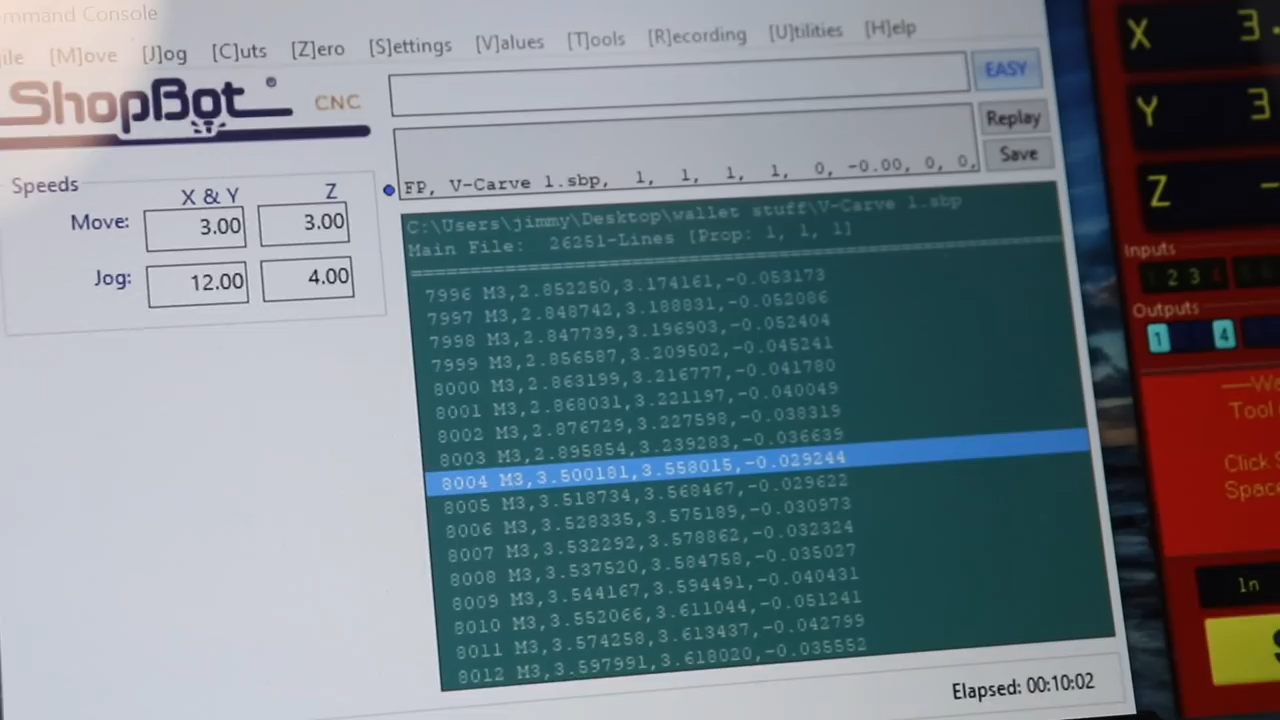 mmand Console
ile [M]ove [J]og [C]uts [Z]ero [S]ettings [V]alues [T]ools [R]ecording [U]tilities [H]elp
ShopBot ® CNC
EASY
Replay
Save
FP, V-Carve 1.sbp, 1, 1, 1, 1, 0, -0.00, 0, 0,
Speeds
X & Y Z
Move: 3.00 3.00
Jog: 12.00 4.00
C:\Users\jimmy\Desktop\wallet stuff\V-Carve 1.sbp
Main File: 26251-Lines [Prop: 1, 1, 1]
7996 M3,2.852250,3.174161,-0.053173
7997 M3,2.848742,3.188831,-0.052086
7998 M3,2.847739,3.196903,-0.052404
7999 M3,2.856587,3.209502,-0.045241
8000 M3,2.863199,3.216777,-0.041780
8001 M3,2.868031,3.221197,-0.040049
8002 M3,2.876729,3.227598,-0.038319
8003 M3,2.895854,3.239283,-0.036639
8004 M3,3.500181,3.558015,-0.029244
8005 M3,3.518734,3.568467,-0.029622
8006 M3,3.528335,3.575189,-0.030973
8007 M3,3.532292,3.578862,-0.032324
8008 M3,3.537520,3.584758,-0.035027
8009 M3,3.544167,3.594491,-0.040431
8010 M3,3.552066,3.611044,-0.051241
8011 M3,3.574258,3.613437,-0.042799
8012 M3,3.597991,3.618020,-0.035552
Elapsed: 00:10:02
X 3.
Y 3
Z -
Inputs
1 2 3 4
Outputs
1 4
Tool
Click
Space
In